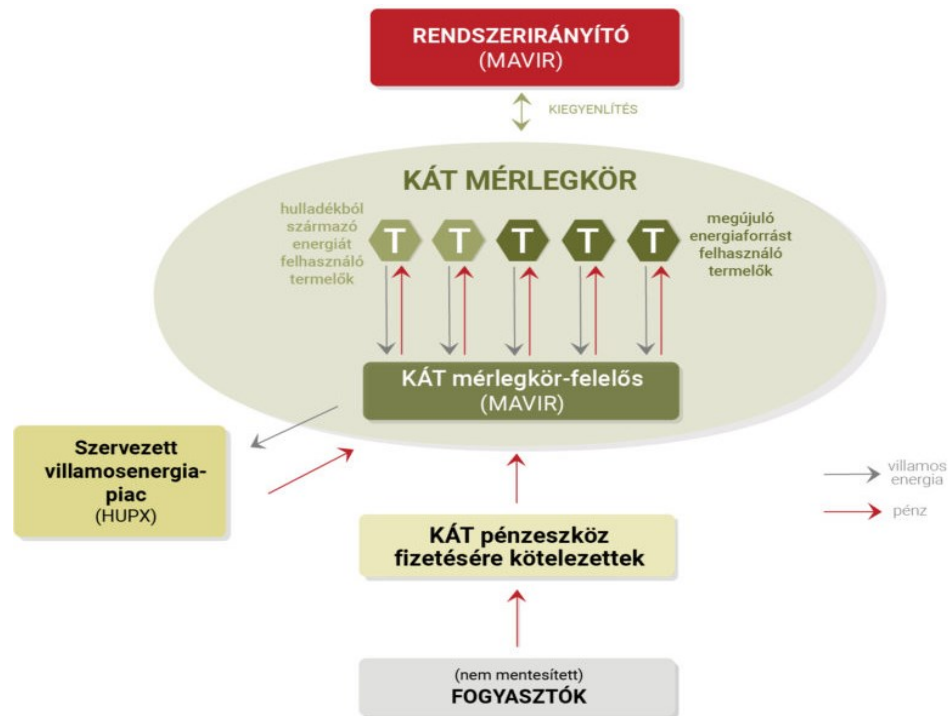 RENDSZERIRÁNYÍTÓ
(MAVIR)
KIEGYENLÍTÉS
KÁT MÉRLEGKÖR
hulladékból
származó
energiát
felhasználó
termelők
T T T T T
megújuló
energiaforrást
felhasználó
termelők
KÁT mérlegkör-felelős
(MAVIR)
Szervezett
villamosenergia-
piac
(HUPX)
villamos
energia
pénz
KÁT pénzeszköz
fizetésére kötelezettek
(nem mentesített)
FOGYASZTÓK